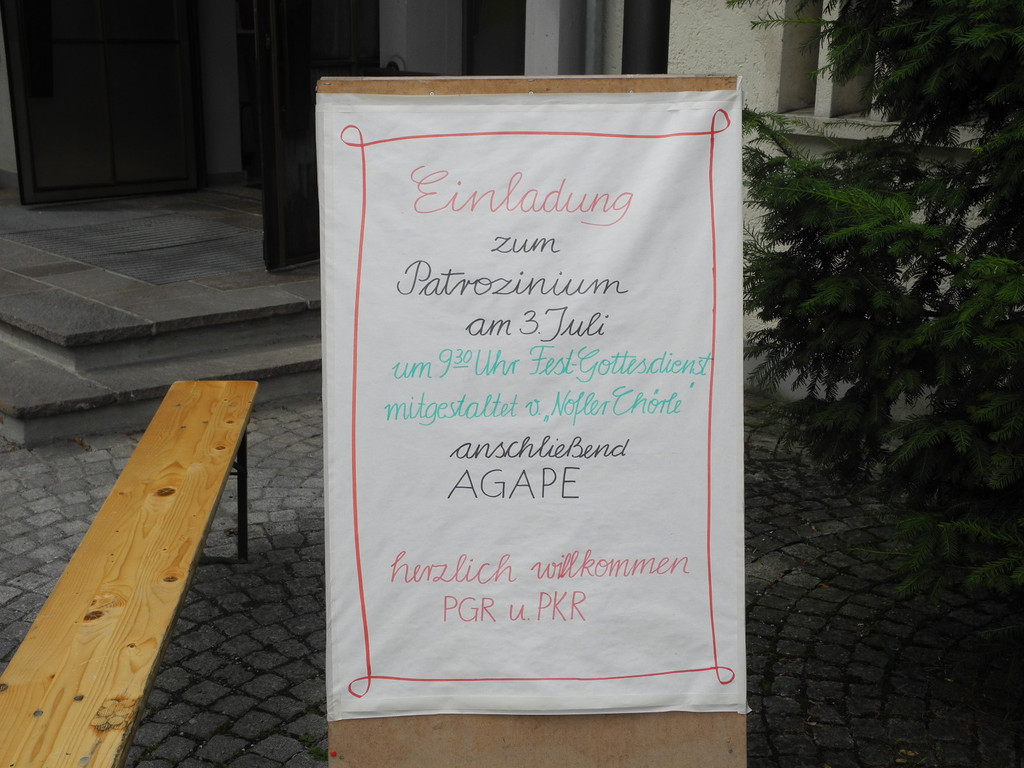 Einladung
zum
Patrozinium
am 3. Juli
um 9³⁰ Uhr Fest-Gottesdienst
mitgestaltet v. „Nofler Chörle"
anschließend
AGAPE
herzlich willkommen
PGR u. PKR